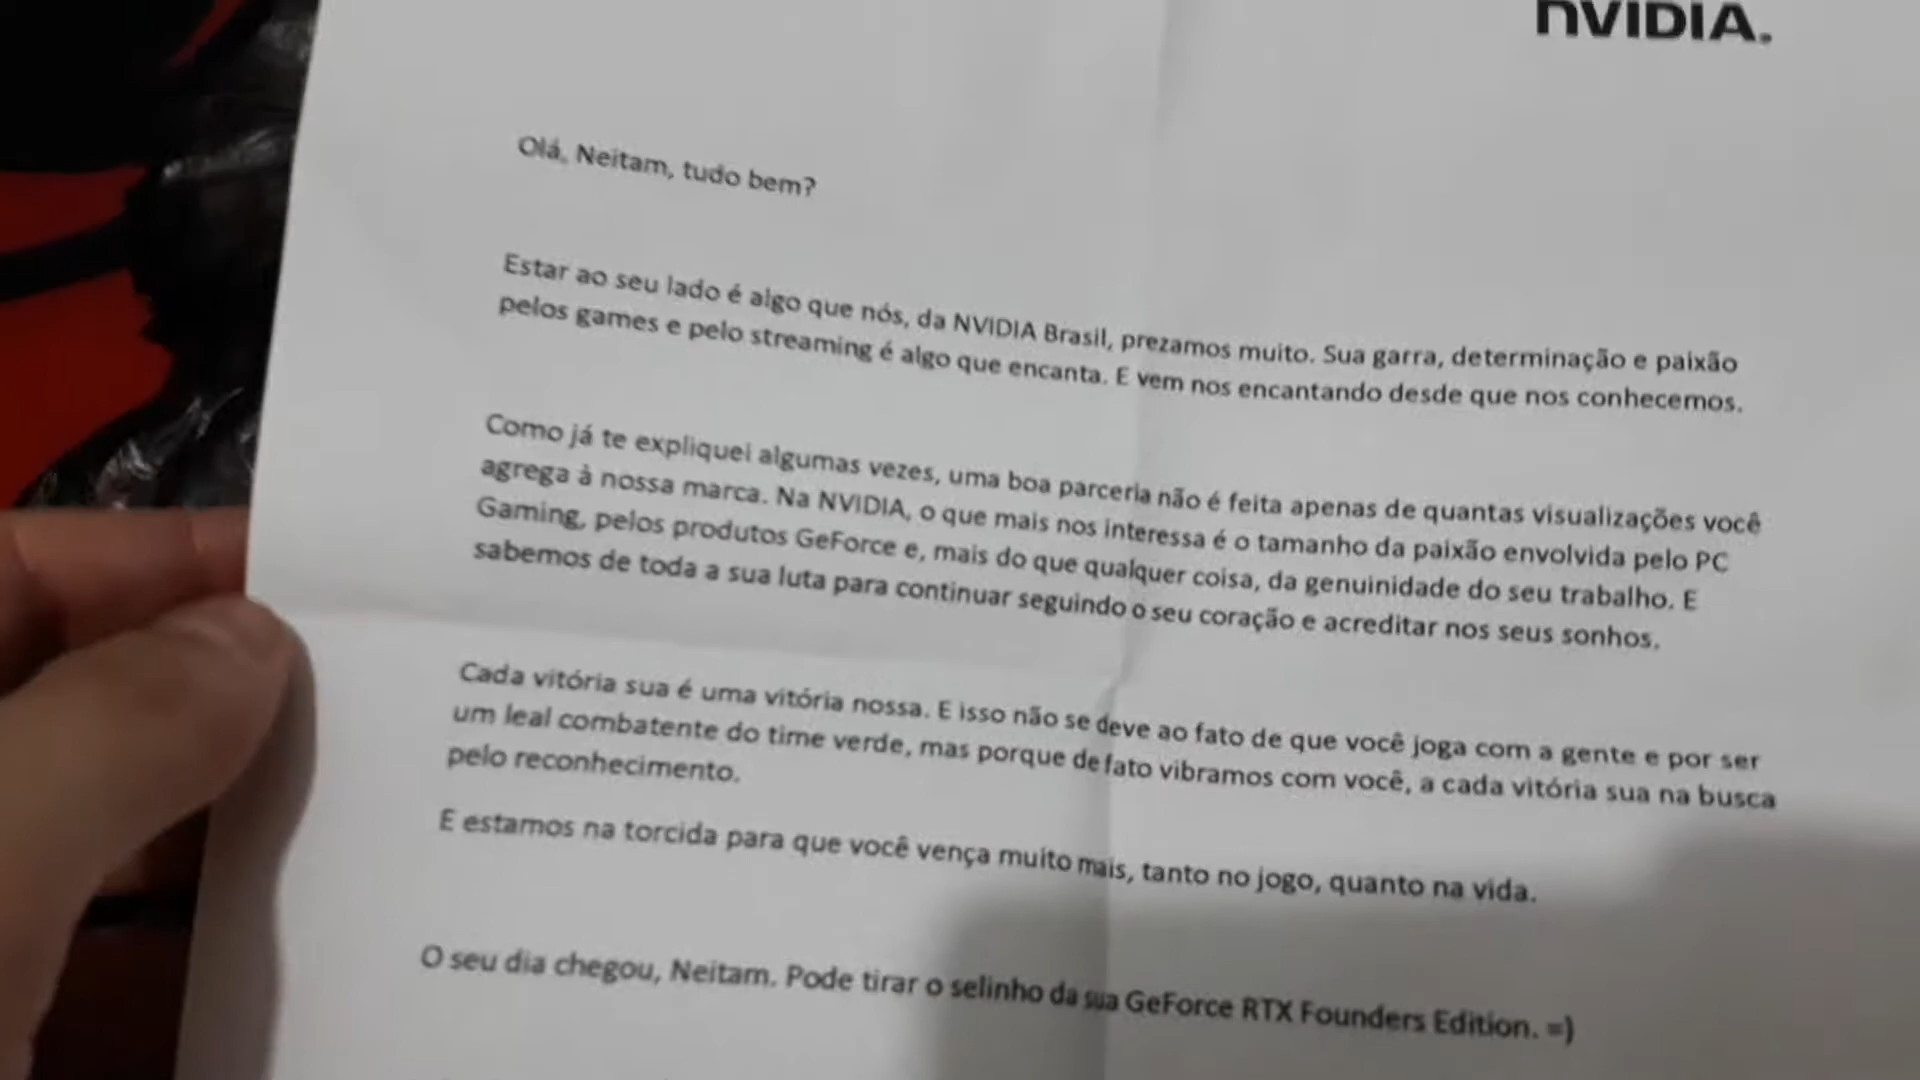 nVIDIA.
Olá, Neitam, tudo bem?
Estar ao seu lado é algo que nós, da NVIDIA Brasil, prezamos muito. Sua garra, determinação e paixão
pelos games e pelo streaming é algo que encanta. E vem nos encantando desde que nos conhecemos.
Como já te expliquei algumas vezes, uma boa parceria não é feita apenas de quantas visualizações você
agrega à nossa marca. Na NVIDIA, o que mais nos interessa é o tamanho da paixão envolvida pelo PC
Gaming, pelos produtos GeForce e, mais do que qualquer coisa, da genuinidade do seu trabalho. E
sabemos de toda a sua luta para continuar seguindo o seu coração e acreditar nos seus sonhos.
Cada vitória sua é uma vitória nossa. E isso não se deve ao fato de que você joga com a gente e por ser
um leal combatente do time verde, mas porque de fato vibramos com você, a cada vitória sua na busca
pelo reconhecimento.
E estamos na torcida para que você vença muito mais, tanto no jogo, quanto na vida.
O seu dia chegou, Neitam. Pode tirar o selinho da sua GeForce RTX Founders Edition. =)